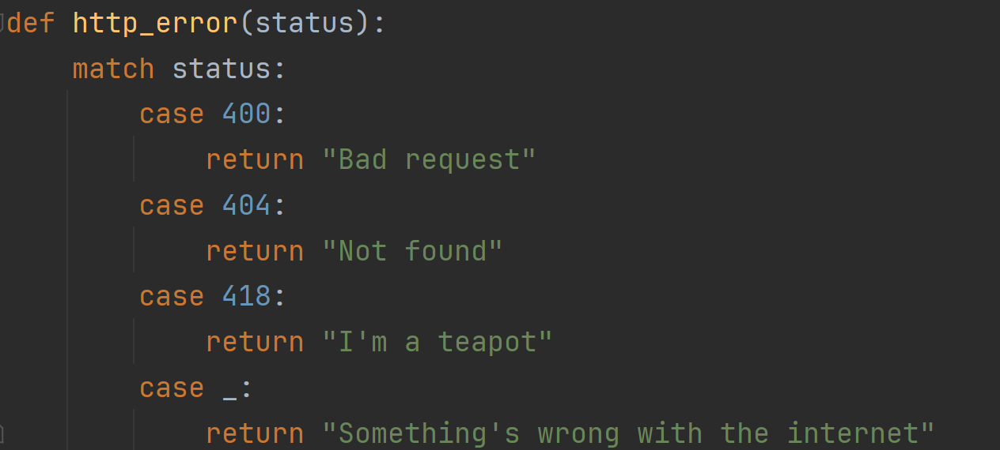 def http_error(status):
    match status:
        case 400:
            return "Bad request"
        case 404:
            return "Not found"
        case 418:
            return "I'm a teapot"
        case _:
            return "Something's wrong with the internet"